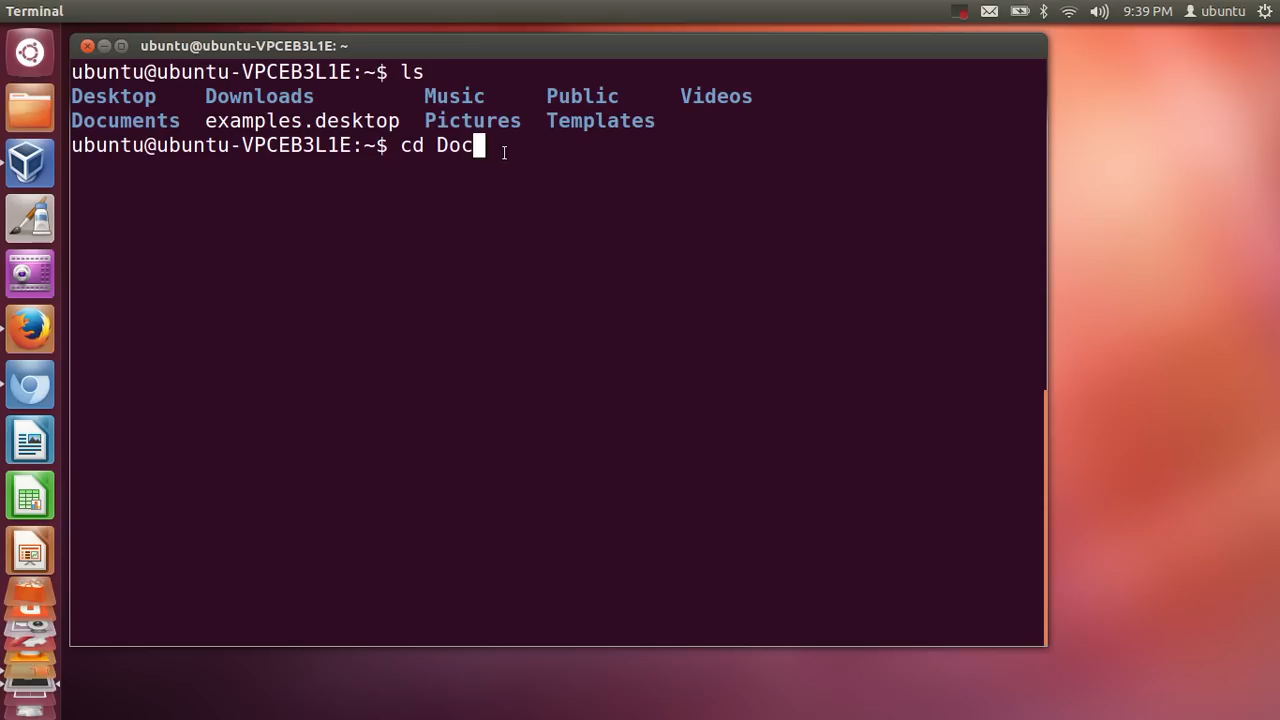 Terminal 9:39 PM ubuntu
ubuntu@ubuntu-VPCEB3L1E: ~
ubuntu@ubuntu-VPCEB3L1E:~$ ls
Desktop Downloads Music Public Videos
Documents examples.desktop Pictures Templates
ubuntu@ubuntu-VPCEB3L1E:~$ cd Doc